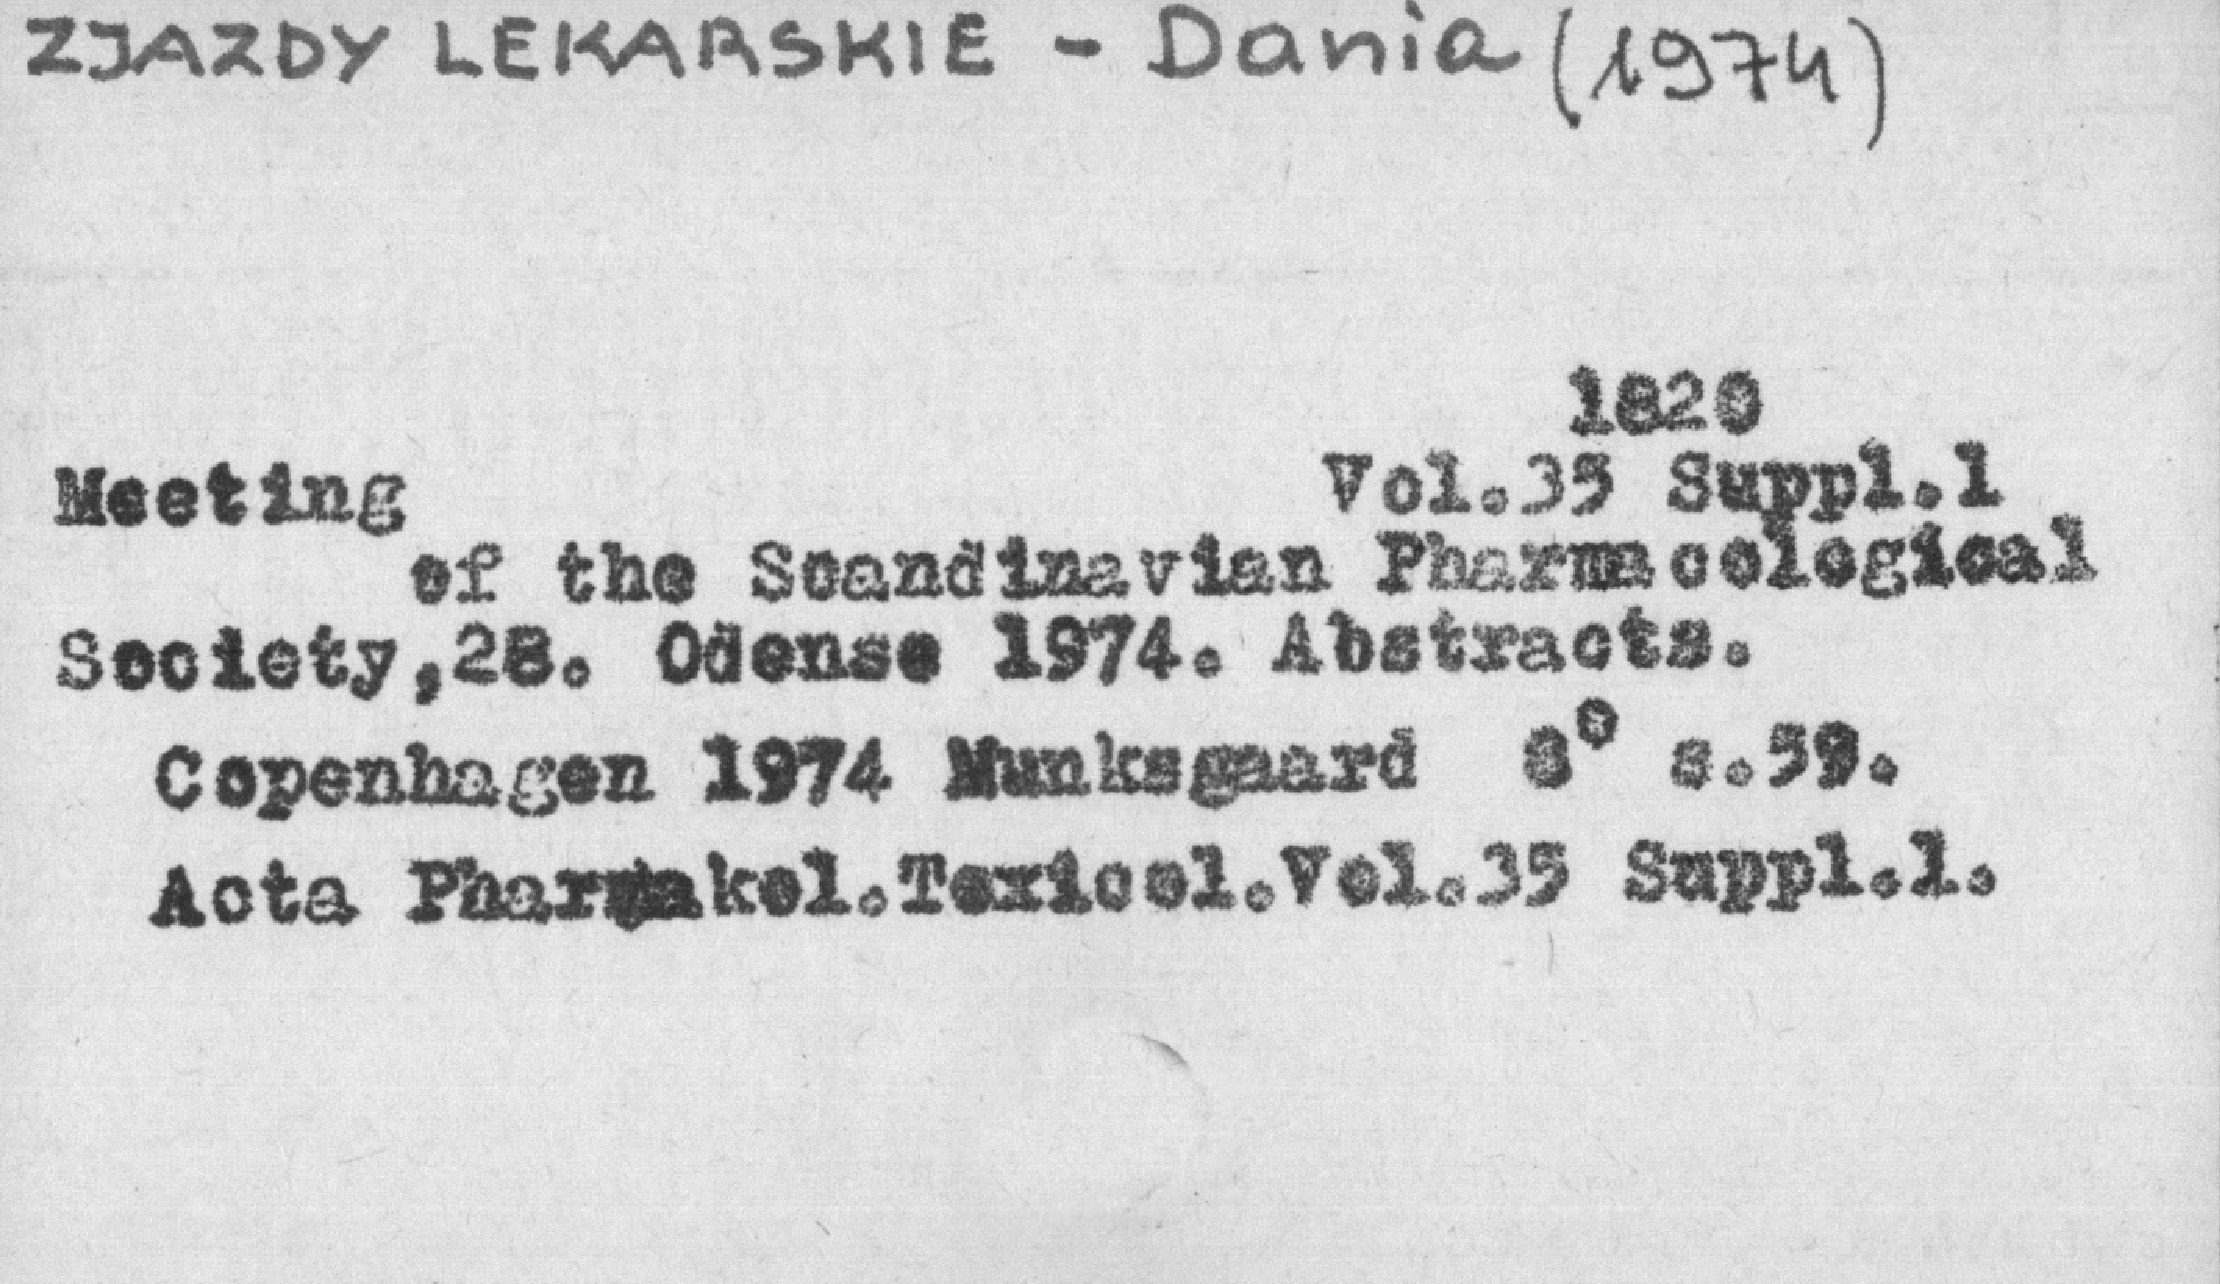 ZJAZDY LEKARSKIE - Dania (1974)
1820
Meeting Vol.35 Suppl.1
of the Scandinavian Pharmacological
Society,28. Odense 1974. Abstracts.
Copenhagen 1974 Munksgaard 8° s.59.
Acta Pharmakol.Toxicol.Vol.35 Suppl.1.